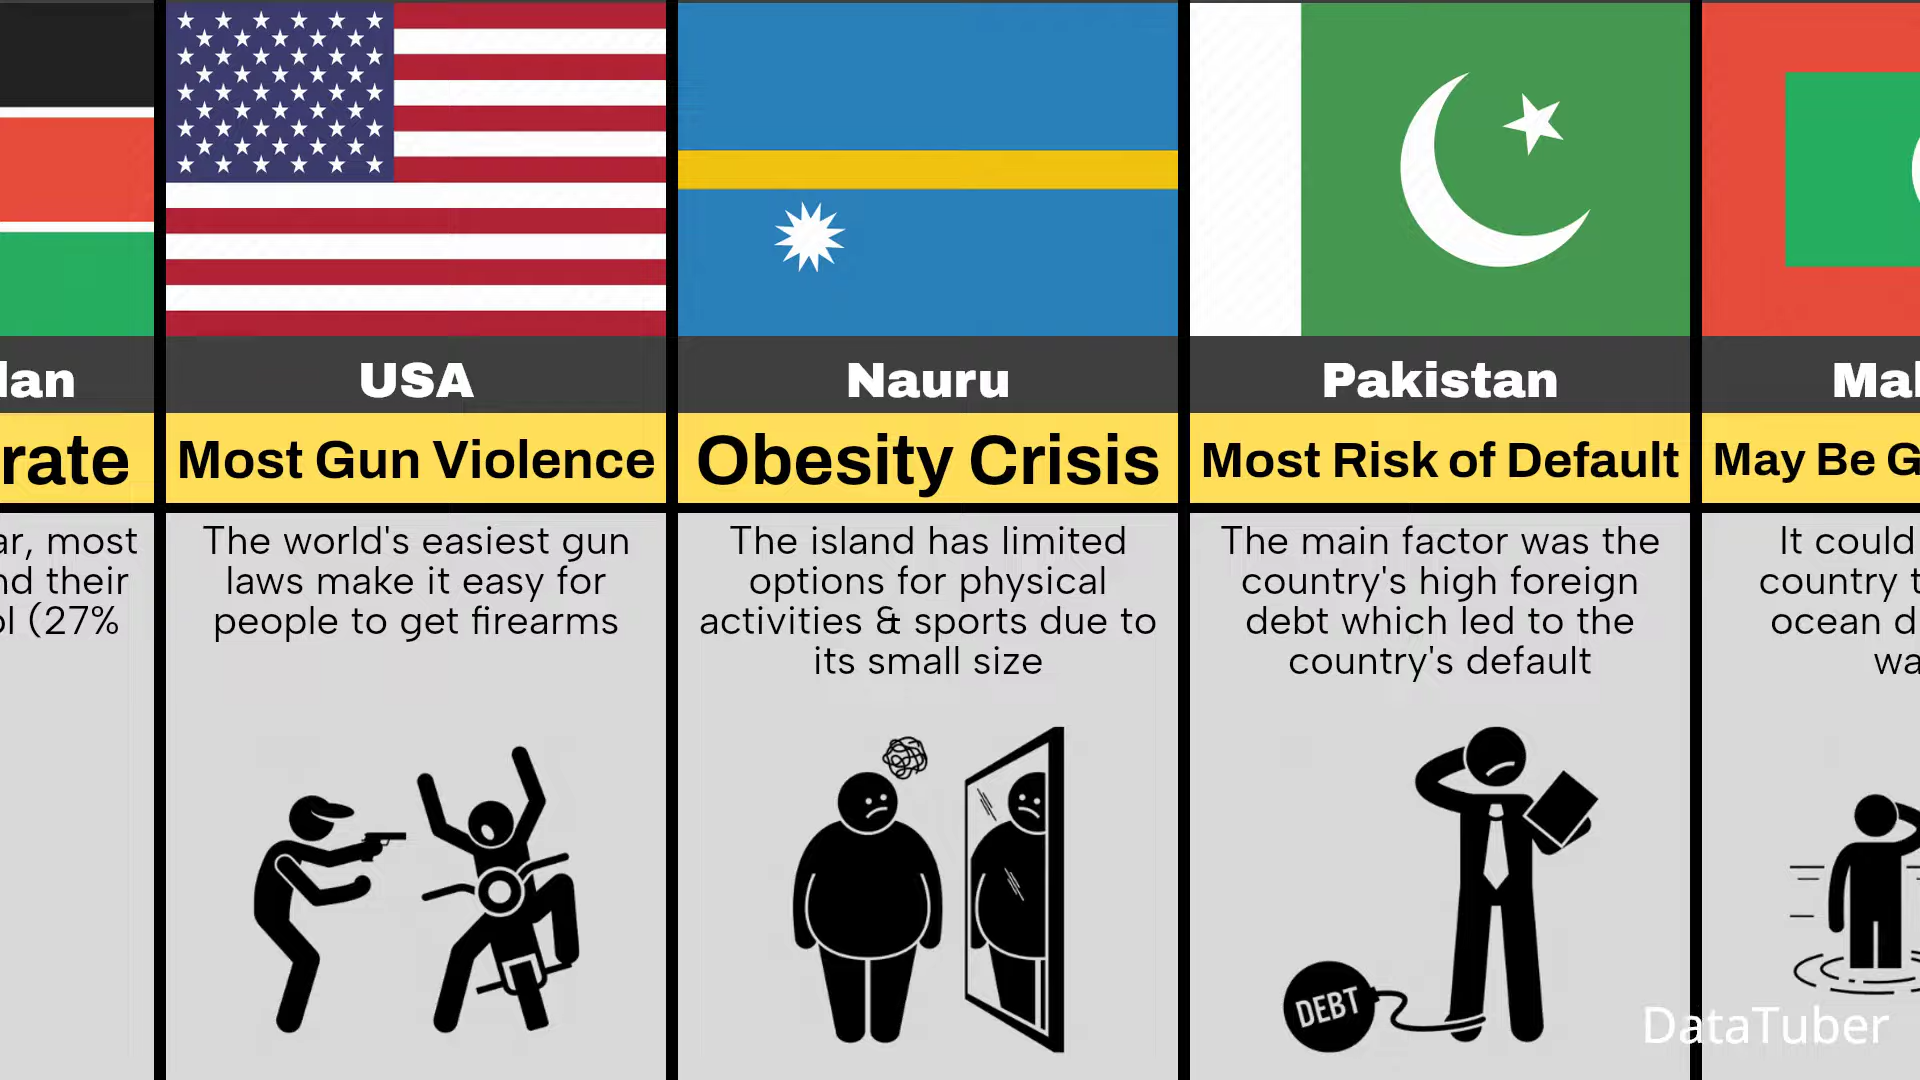 lan
rate
ar, most
nd their
ol (27%
USA
Most Gun Violence
The world's easiest gun
laws make it easy for
people to get firearms
Nauru
Obesity Crisis
The island has limited
options for physical
activities & sports due to
its small size
Pakistan
Most Risk of Default
The main factor was the
country's high foreign
debt which led to the
country's default
DEBT
Mal
May Be G
It could
country t
ocean d
wa
DataTuber